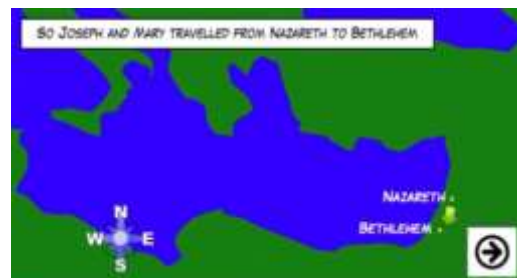 So Joseph and Mary travelled from Nazareth to Bethlehem
Nazareth
Bethlehem
N
W E
S